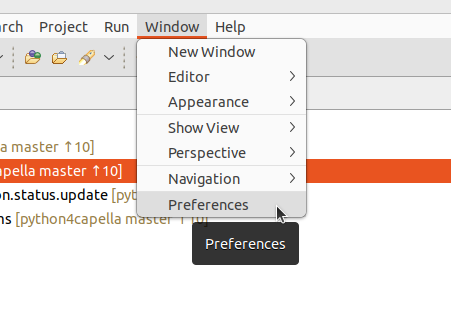 arch Project Run Window Help
New Window
Editor
Appearance
Show View
Perspective
Navigation
Preferences
a master ↑10]
apella master ↑10]
on.status.update [pyt
ns [python4capella master ↑10]
Preferences